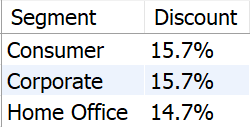 Segment Discount
Consumer 15.7%
Corporate 15.7%
Home Office 14.7%